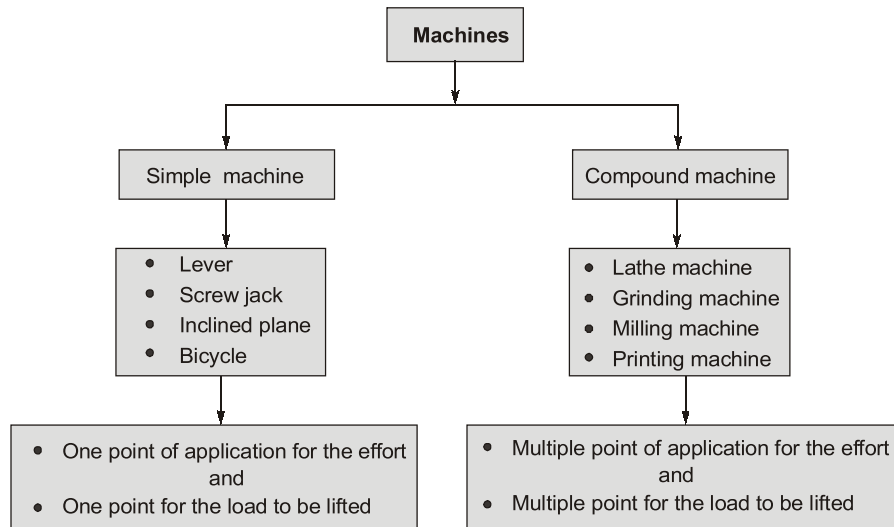 Machines
Simple machine
Compound machine
• Lever
• Screw jack
• Inclined plane
• Bicycle
• Lathe machine
• Grinding machine
• Milling machine
• Printing machine
• One point of application for the effort
and
• One point for the load to be lifted
• Multiple point of application for the effort
and
• Multiple point for the load to be lifted